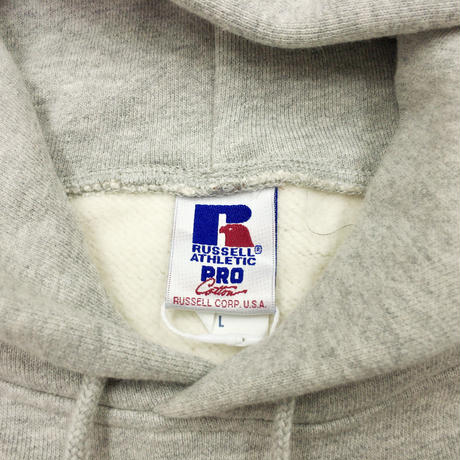 R
RUSSELL®
ATHLETIC
PRO
Cotton
RUSSELL CORP. U.S.A.
L